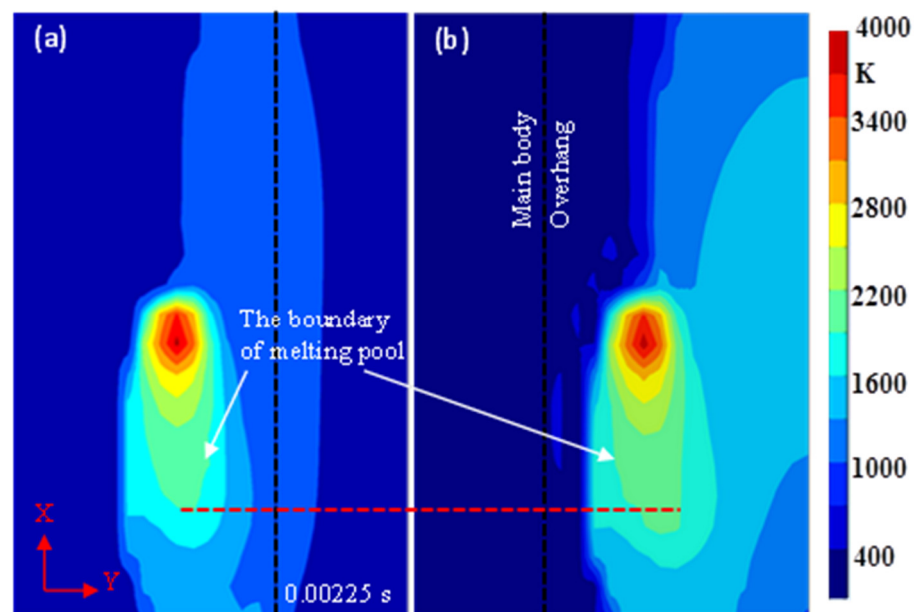 (a)
(b)
4000
K
3400
2800
2200
1600
1000
400
Main body
Overhang
The boundary
of melting pool
X
Y
0.00225 s